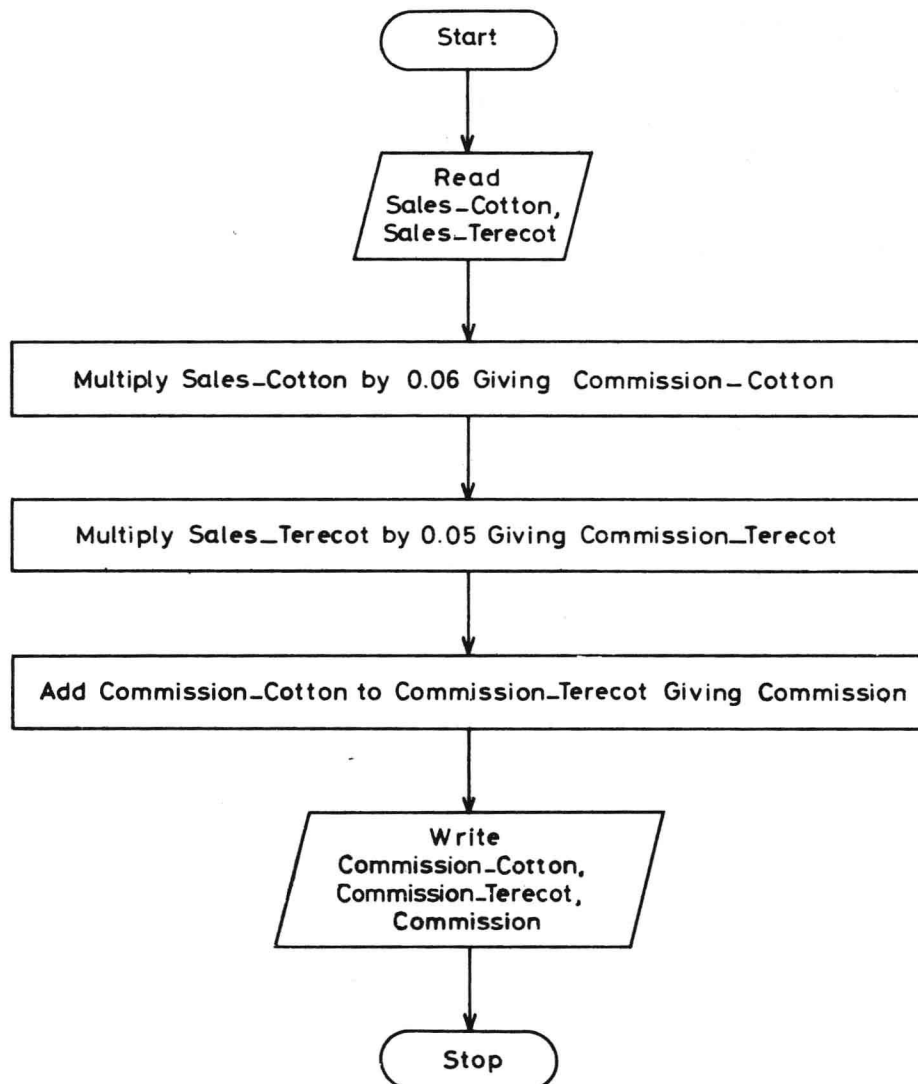 Start
Read
Sales_Cotton,
Sales_Terecot
Multiply Sales_Cotton by 0.06 Giving Commission_Cotton
Multiply Sales_Terecot by 0.05 Giving Commission_Terecot
Add Commission_Cotton to Commission_Terecot Giving Commission
Write
Commission_Cotton,
Commission_Terecot,
Commission
Stop